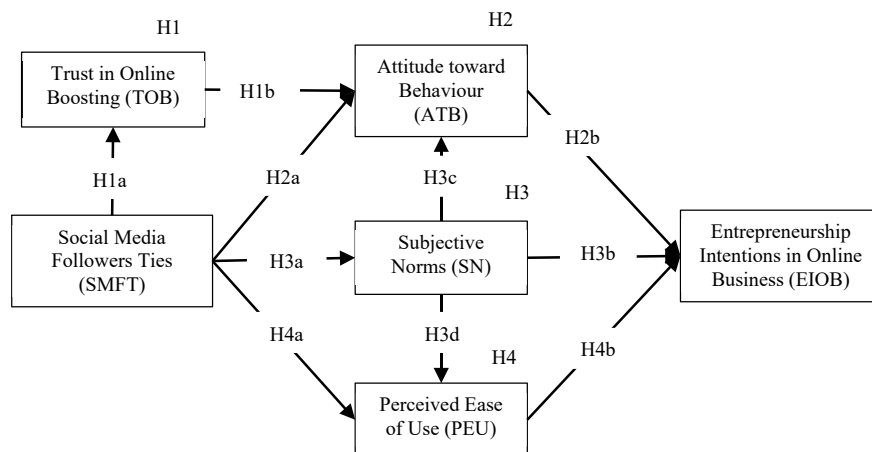 H1
H2
Trust in Online
Boosting (TOB)
H1b
Attitude toward
Behaviour
(ATB)
H2b
H1a
H2a
H3c
H3
Social Media
Followers Ties
(SMFT)
H3a
Subjective
Norms (SN)
H3b
Entrepreneurship
Intentions in Online
Business (EIOB)
H4a
H3d
H4
H4b
Perceived Ease
of Use (PEU)